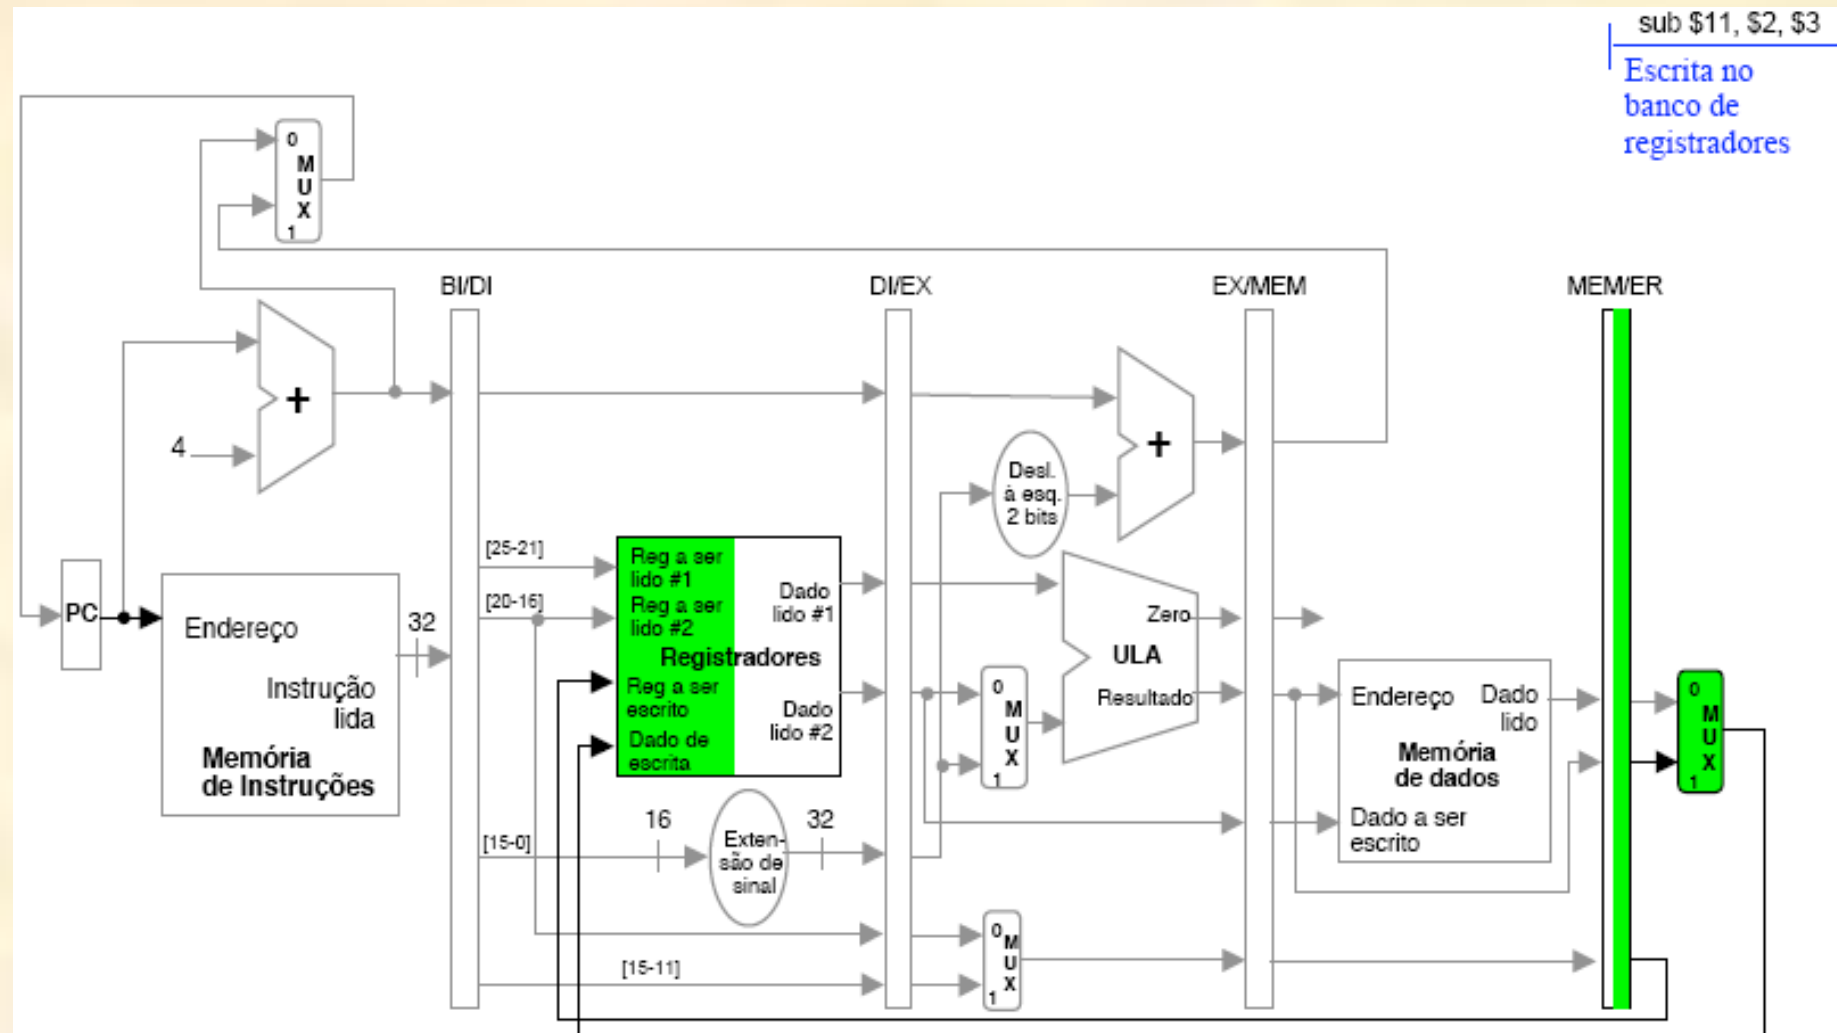 sub $11, $2, $3
Escrita no
banco de
registradores
0
M
U
X
1
BI/DI
DI/EX
EX/MEM
MEM/ER
+
4
+
Desl.
à esq.
2 bits
[25-21]
[20-16]
PC
Endereço
32
Instrução
lida
Memória
de Instruções
Reg a ser
lido #1
Reg a ser
lido #2
Registradores
Reg a ser
escrito
Dado de
escrita
Dado
lido #1
Dado
lido #2
0
M
U
X
1
Zero
ULA
Resultado
Endereço
Dado
lido
Memória
de dados
Dado a ser
escrito
0
M
U
X
1
[15-0]
16
Exten-
são de
sinal
32
[15-11]
0
M
U
X
1